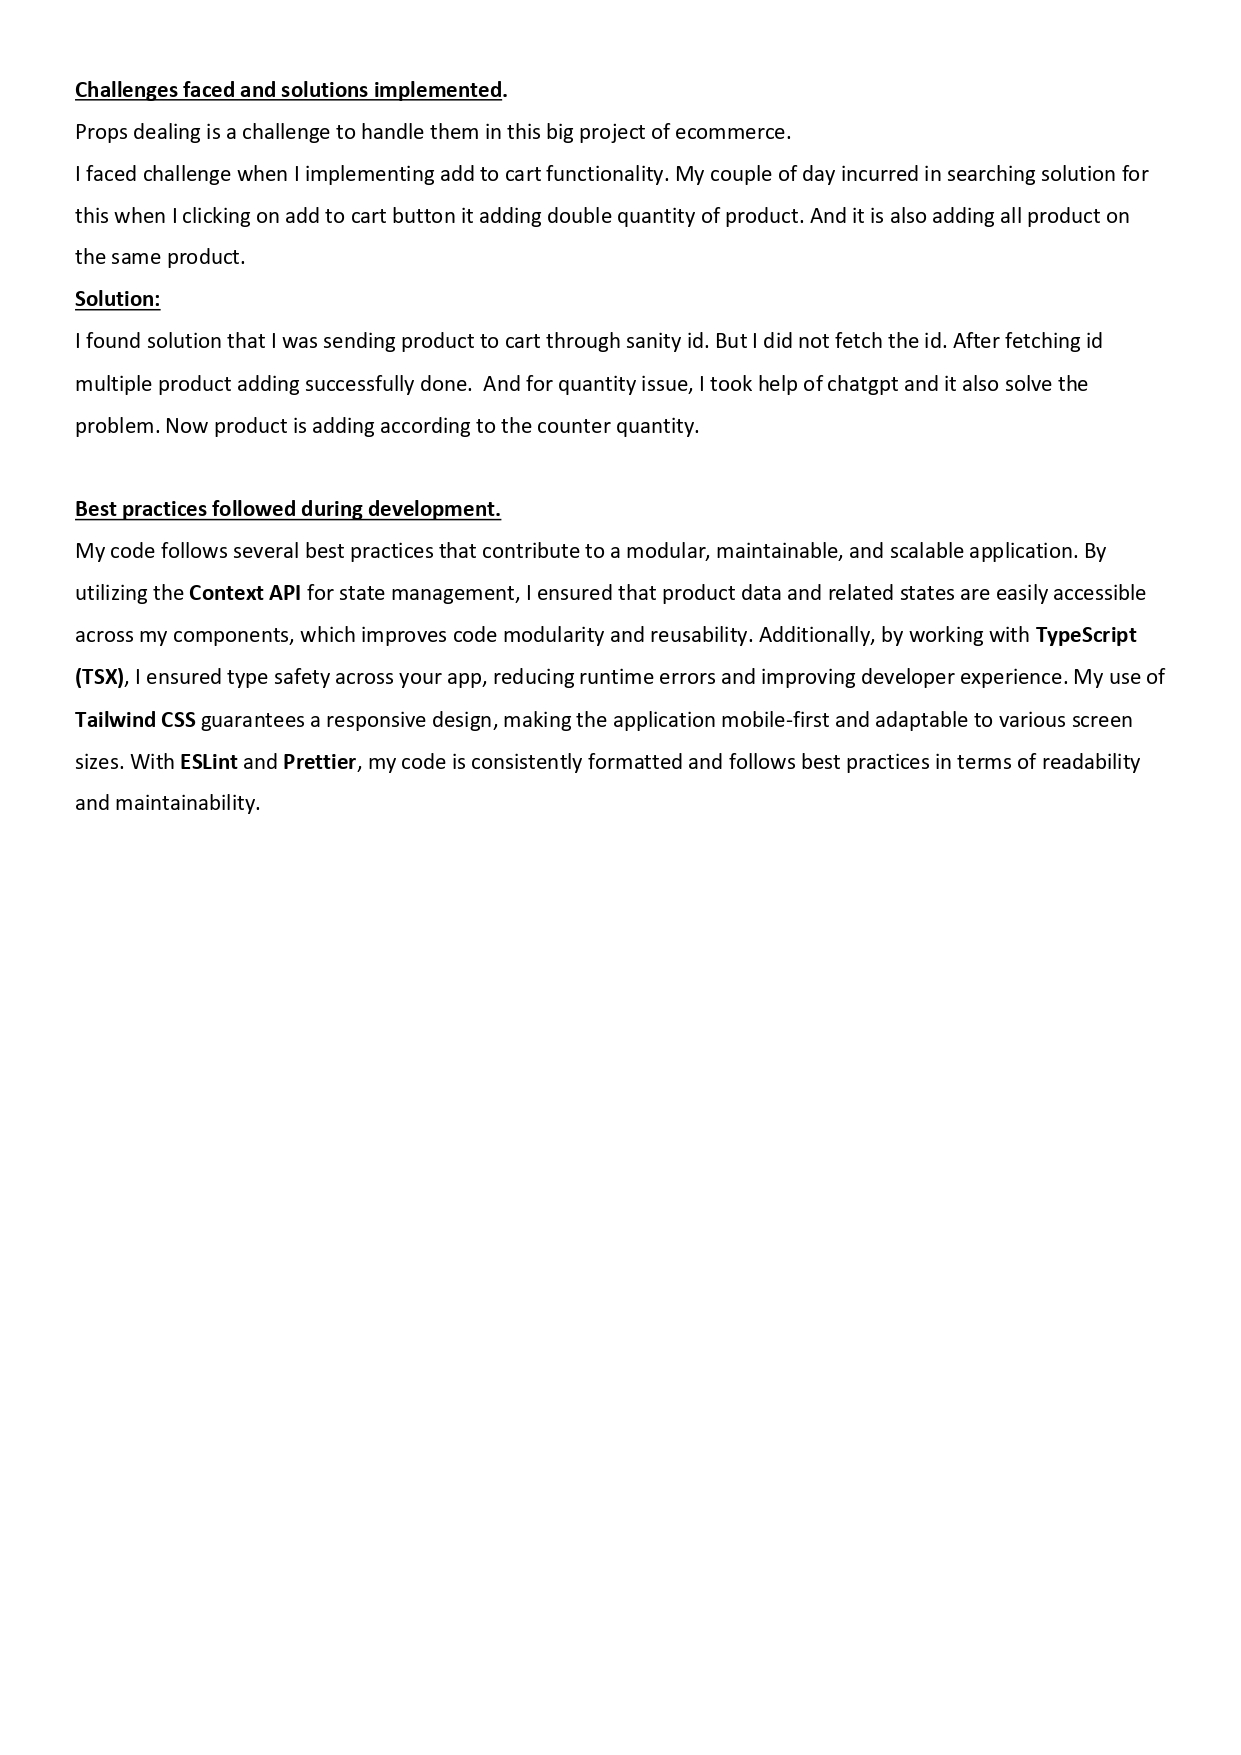 Challenges faced and solutions implemented.
Props dealing is a challenge to handle them in this big project of ecommerce.
I faced challenge when I implementing add to cart functionality. My couple of day incurred in searching solution for
this when I clicking on add to cart button it adding double quantity of product. And it is also adding all product on
the same product.
Solution:
I found solution that I was sending product to cart through sanity id. But I did not fetch the id. After fetching id
multiple product adding successfully done.  And for quantity issue, I took help of chatgpt and it also solve the
problem. Now product is adding according to the counter quantity.
Best practices followed during development.
My code follows several best practices that contribute to a modular, maintainable, and scalable application. By
utilizing the Context API for state management, I ensured that product data and related states are easily accessible
across my components, which improves code modularity and reusability. Additionally, by working with TypeScript
(TSX), I ensured type safety across your app, reducing runtime errors and improving developer experience. My use of
Tailwind CSS guarantees a responsive design, making the application mobile-first and adaptable to various screen
sizes. With ESLint and Prettier, my code is consistently formatted and follows best practices in terms of readability
and maintainability.